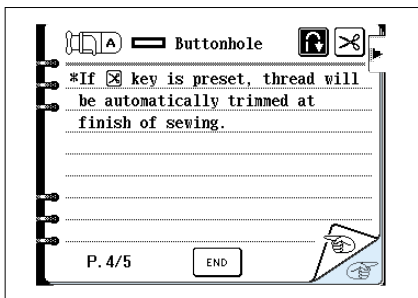 A Buttonhole
*If key is preset, thread will
be automatically trimmed at
finish of sewing.
P.4/5 END